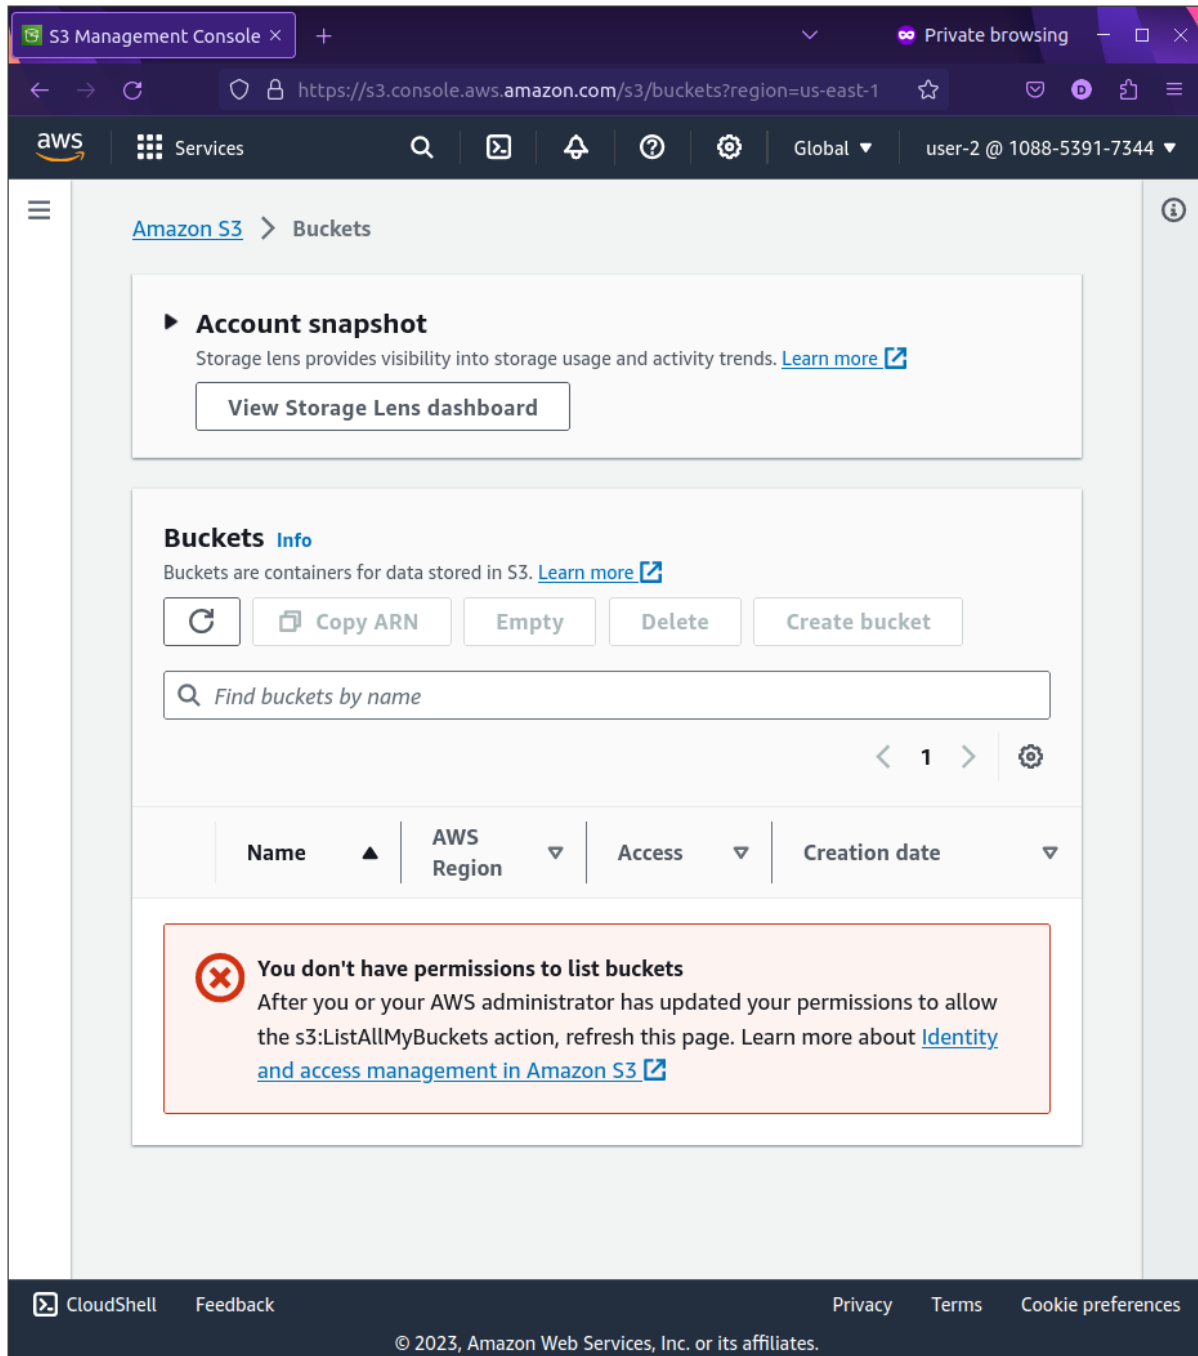 S3 Management Console
Private browsing
https://s3.console.aws.amazon.com/s3/buckets?region=us-east-1
aws Services Global user-2 @ 1088-5391-7344
Amazon S3 > Buckets
Account snapshot
Storage lens provides visibility into storage usage and activity trends. Learn more
View Storage Lens dashboard
Buckets Info
Buckets are containers for data stored in S3. Learn more
Copy ARN Empty Delete Create bucket
Find buckets by name
1
Name AWS Region Access Creation date
You don't have permissions to list buckets
After you or your AWS administrator has updated your permissions to allow
the s3:ListAllMyBuckets action, refresh this page. Learn more about Identity
and access management in Amazon S3
CloudShell Feedback Privacy Terms Cookie preferences
© 2023, Amazon Web Services, Inc. or its affiliates.